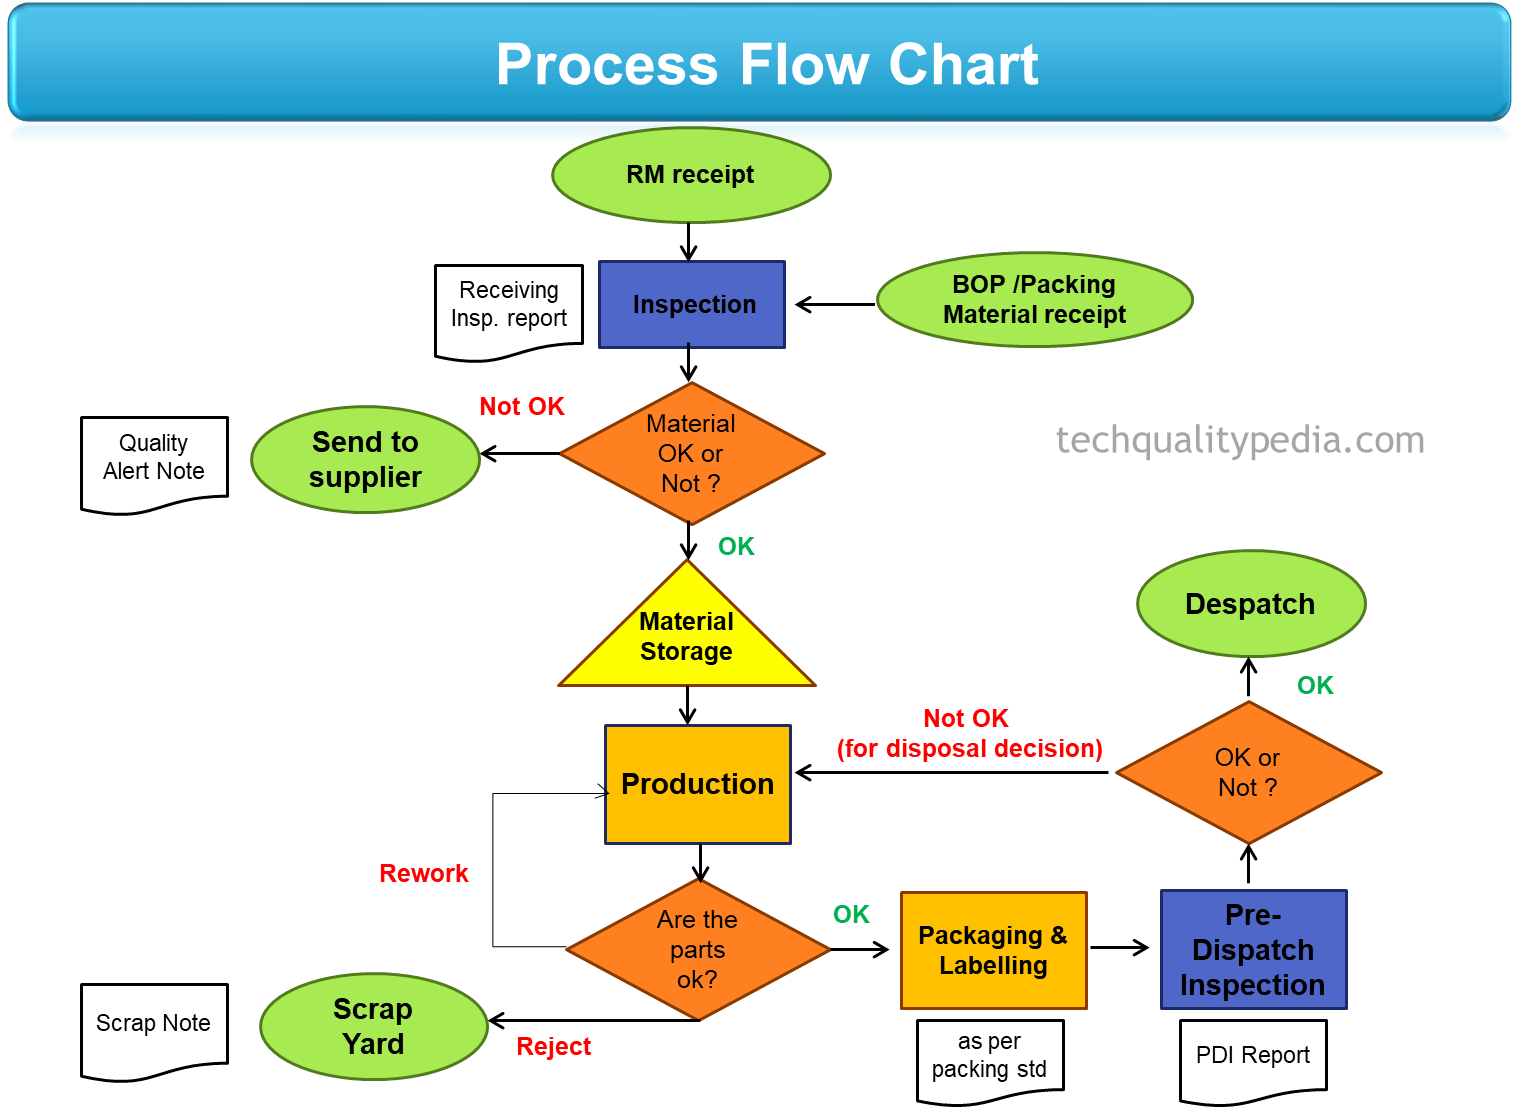 Process Flow Chart
RM receipt
Receiving
Insp. report
Inspection
BOP /Packing
Material receipt
Quality
Alert Note
Send to
supplier
Not OK
Material
OK or
Not ?
techqualitypedia.com
OK
Material
Storage
Despatch
OK
Not OK
(for disposal decision)
OK or
Not ?
Production
Rework
Are the
parts
ok?
OK
Packaging &
Labelling
Pre-
Dispatch
Inspection
Scrap Note
Scrap
Yard
Reject
as per
packing std
PDI Report